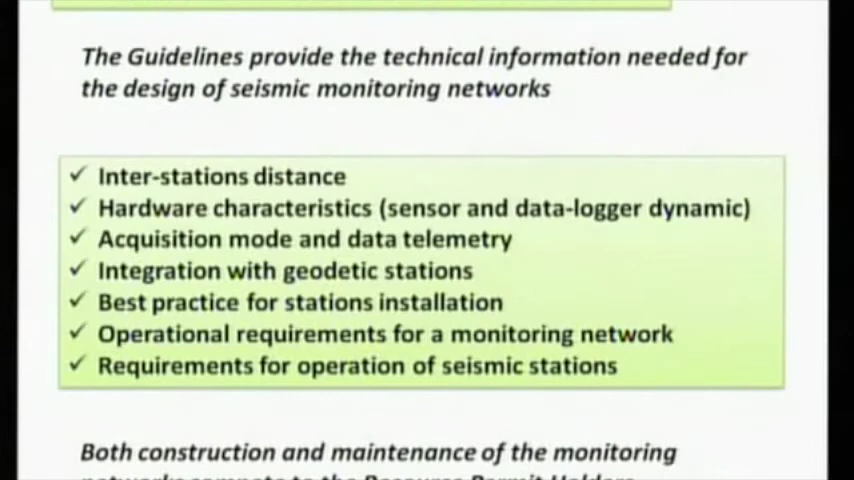 The Guidelines provide the technical information needed for
the design of seismic monitoring networks
✓ Inter-stations distance
✓ Hardware characteristics (sensor and data-logger dynamic)
✓ Acquisition mode and data telemetry
✓ Integration with geodetic stations
✓ Best practice for stations installation
✓ Operational requirements for a monitoring network
✓ Requirements for operation of seismic stations
Both construction and maintenance of the monitoring